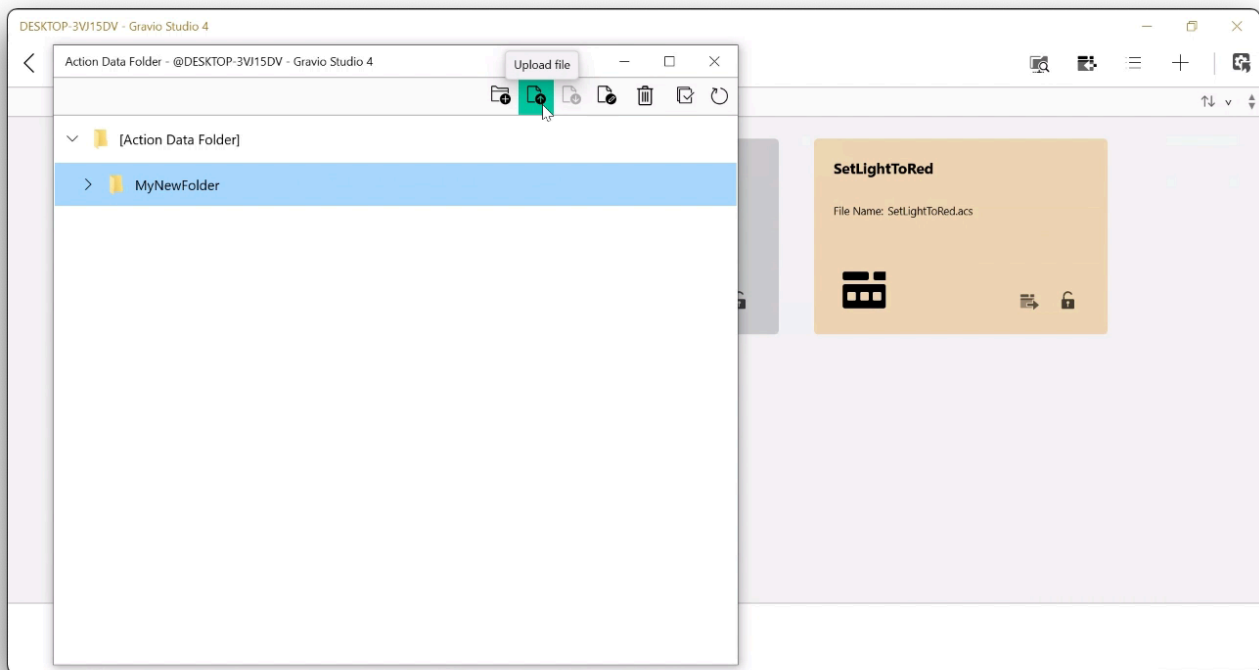 DESKTOP-3VJ15DV - Gravio Studio 4
Action Data Folder - @DESKTOP-3VJ15DV - Gravio Studio 4
Upload file
[Action Data Folder]
MyNewFolder
SetLightToRed
File Name: SetLightToRed.acs